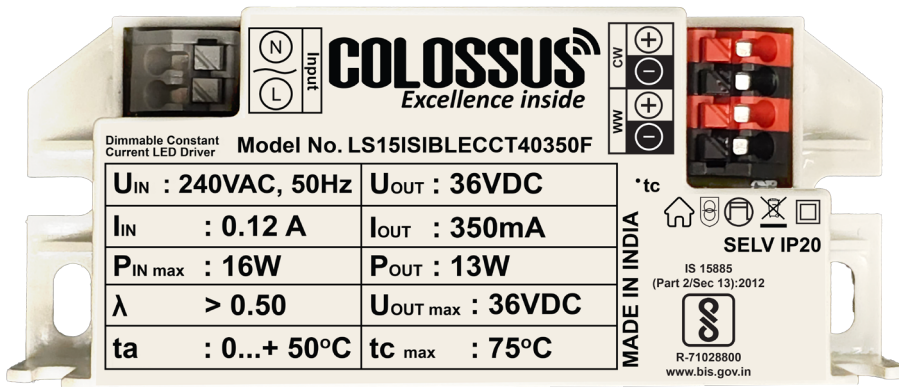 N
L
Input
COLOSSUS
Excellence inside
CW
WW
Dimmable Constant
Current LED Driver
Model No. LS15ISIBLECCT40350F
UIN : 240VAC, 50Hz
UOUT : 36VDC
IIN : 0.12 A
IOUT : 350mA
PIN max : 16W
POUT : 13W
λ > 0.50
UOUT max : 36VDC
ta : 0...+ 50°C
tc max : 75°C
MADE IN INDIA
tc
SELV IP20
IS 15885
(Part 2/Sec 13):2012
R-71028800
www.bis.gov.in